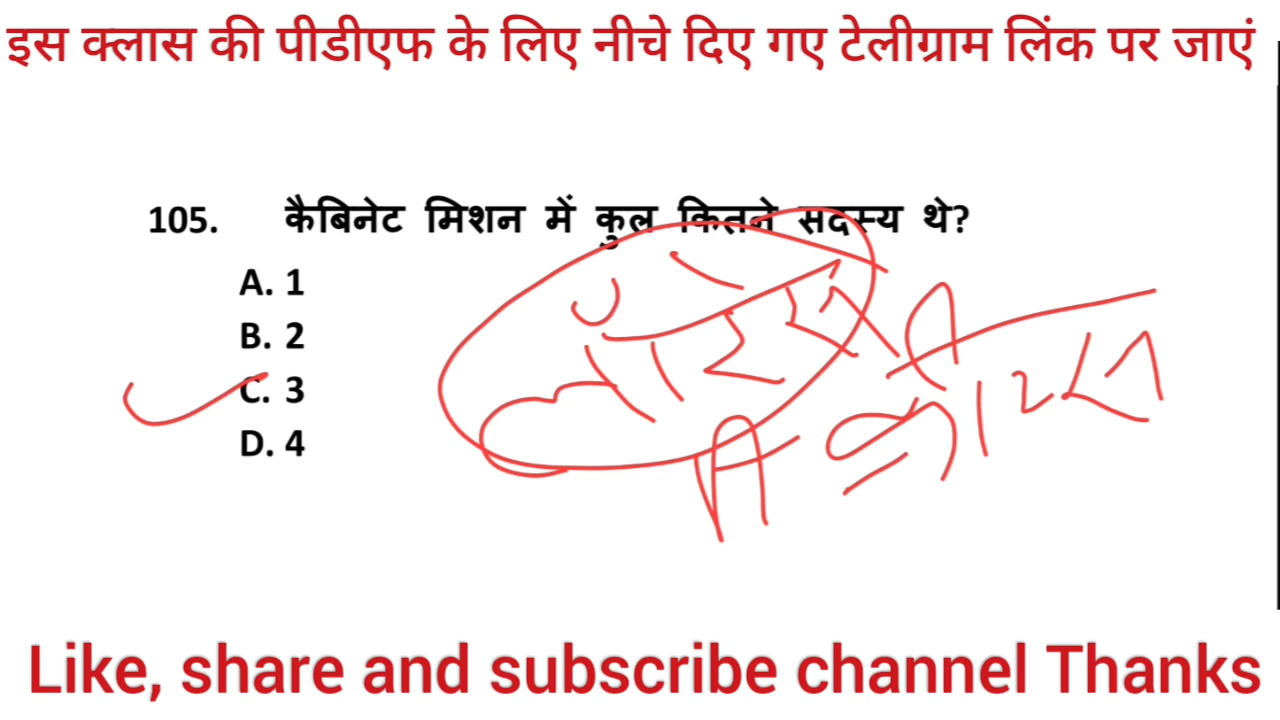 इस क्लास की पीडीएफ के लिए नीचे दिए गए टेलीग्राम लिंक पर जाएं
105. कैबिनेट मिशन में कुल कितने सदस्य थे?
A. 1
B. 2
C. 3
D. 4
Like, share and subscribe channel Thanks